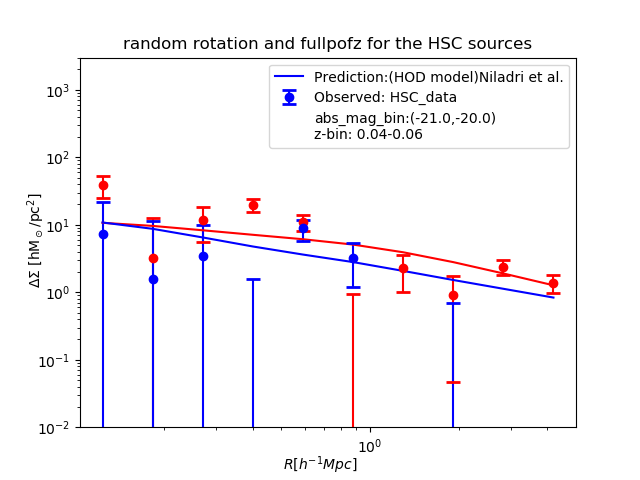 random rotation and fullpofz for the HSC sources
Prediction:(HOD model)Niladri et al.
Observed: HSC_data
abs_mag_bin:(-21.0,-20.0)
z-bin: 0.04-0.06
10³
10²
10¹
10⁰
10⁻¹
10⁻²
ΔΣ [hM☉/pc²]
10⁰
R[h⁻¹Mpc]